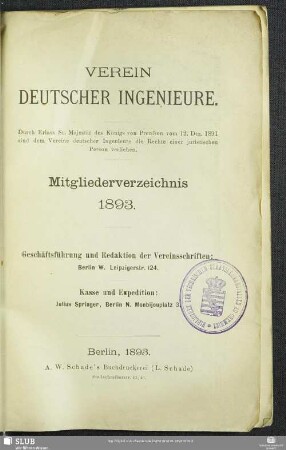 VEREIN
DEUTSCHER INGENIEURE.
Durch Erlass Sr. Majestät des Königs von Preußen vom 12. Dez. 1891
sind dem Vereine deutscher Ingenieure die Rechte einer juristischen
Person verliehen.
Mitgliederverzeichnis
1893.
Geschäftsführung und Redaktion der Vereinsschriften:
Berlin W. Leipzigerstr. 124.
Kasse und Expedition:
Julius Springer, Berlin N. Monbijouplatz 3.
Berlin, 1893.
A. W. Schade's Buchdruckerei (L. Schade)
SLUB